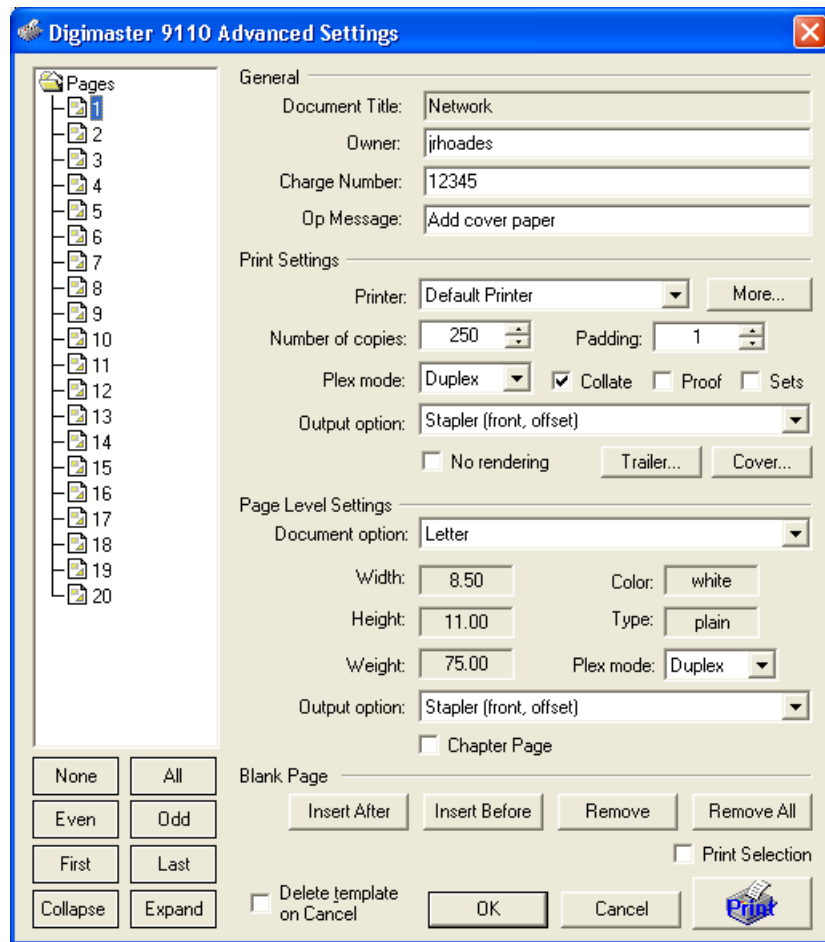 Digimaster 9110 Advanced Settings
Pages
1
2
3
4
5
6
7
8
9
10
11
12
13
14
15
16
17
18
19
20
None All
Even Odd
First Last
Collapse Expand
General
Document Title: Network
Owner: jrhoades
Charge Number: 12345
Op Message: Add cover paper
Print Settings
Printer: Default Printer More...
Number of copies: 250 Padding: 1
Plex mode: Duplex Collate Proof Sets
Output option: Stapler (front, offset)
No rendering Trailer... Cover...
Page Level Settings
Document option: Letter
Width: 8.50 Color: white
Height: 11.00 Type: plain
Weight: 75.00 Plex mode: Duplex
Output option: Stapler (front, offset)
Chapter Page
Blank Page
Insert After Insert Before Remove Remove All
Print Selection
Delete template
on Cancel
OK Cancel Print